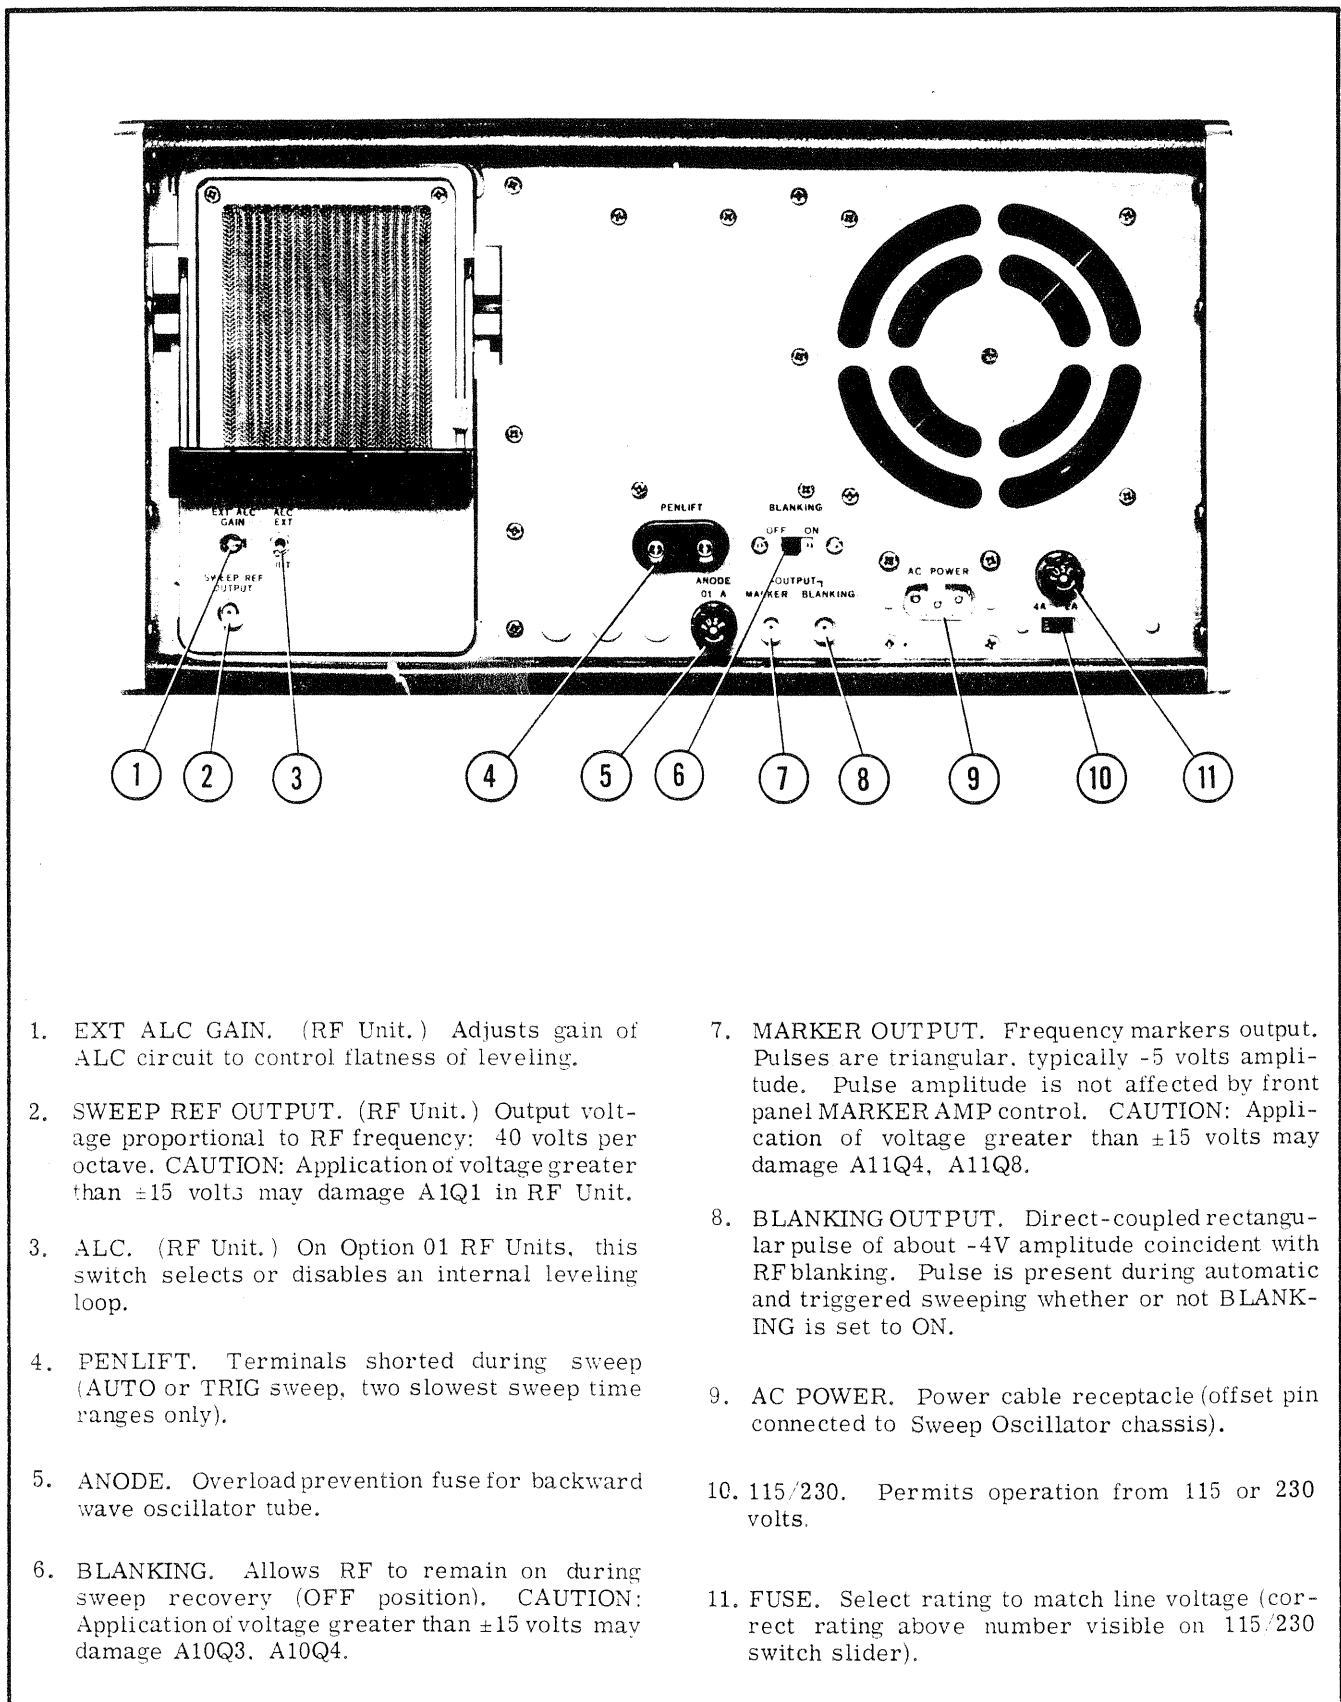 EXT ALC
GAIN
ALC
EXT
SWEEP REF
OUTPUT
PENLIFT
BLANKING
OFF ON
ANODE
01 A
OUTPUT
MARKER BLANKING
AC POWER
FUSE
4A 2A
1 2 3 4 5 6 7 8 9 10 11
1. EXT ALC GAIN. (RF Unit.) Adjusts gain of
ALC circuit to control flatness of leveling.
2. SWEEP REF OUTPUT. (RF Unit.) Output volt-
age proportional to RF frequency: 40 volts per
octave. CAUTION: Application of voltage greater
than ±15 volts may damage A1Q1 in RF Unit.
3. ALC. (RF Unit.) On Option 01 RF Units, this
switch selects or disables an internal leveling
loop.
4. PENLIFT. Terminals shorted during sweep
(AUTO or TRIG sweep, two slowest sweep time
ranges only).
5. ANODE. Overload prevention fuse for backward
wave oscillator tube.
6. BLANKING. Allows RF to remain on during
sweep recovery (OFF position). CAUTION:
Application of voltage greater than ±15 volts may
damage A10Q3, A10Q4.
7. MARKER OUTPUT. Frequency markers output.
Pulses are triangular, typically -5 volts ampli-
tude. Pulse amplitude is not affected by front
panel MARKER AMP control. CAUTION: Appli-
cation of voltage greater than ±15 volts may
damage A11Q4, A11Q8.
8. BLANKING OUTPUT. Direct-coupled rectangu-
lar pulse of about -4V amplitude coincident with
RF blanking. Pulse is present during automatic
and triggered sweeping whether or not BLANK-
ING is set to ON.
9. AC POWER. Power cable receptacle (offset pin
connected to Sweep Oscillator chassis).
10. 115/230. Permits operation from 115 or 230
volts.
11. FUSE. Select rating to match line voltage (cor-
rect rating above number visible on 115/230
switch slider).